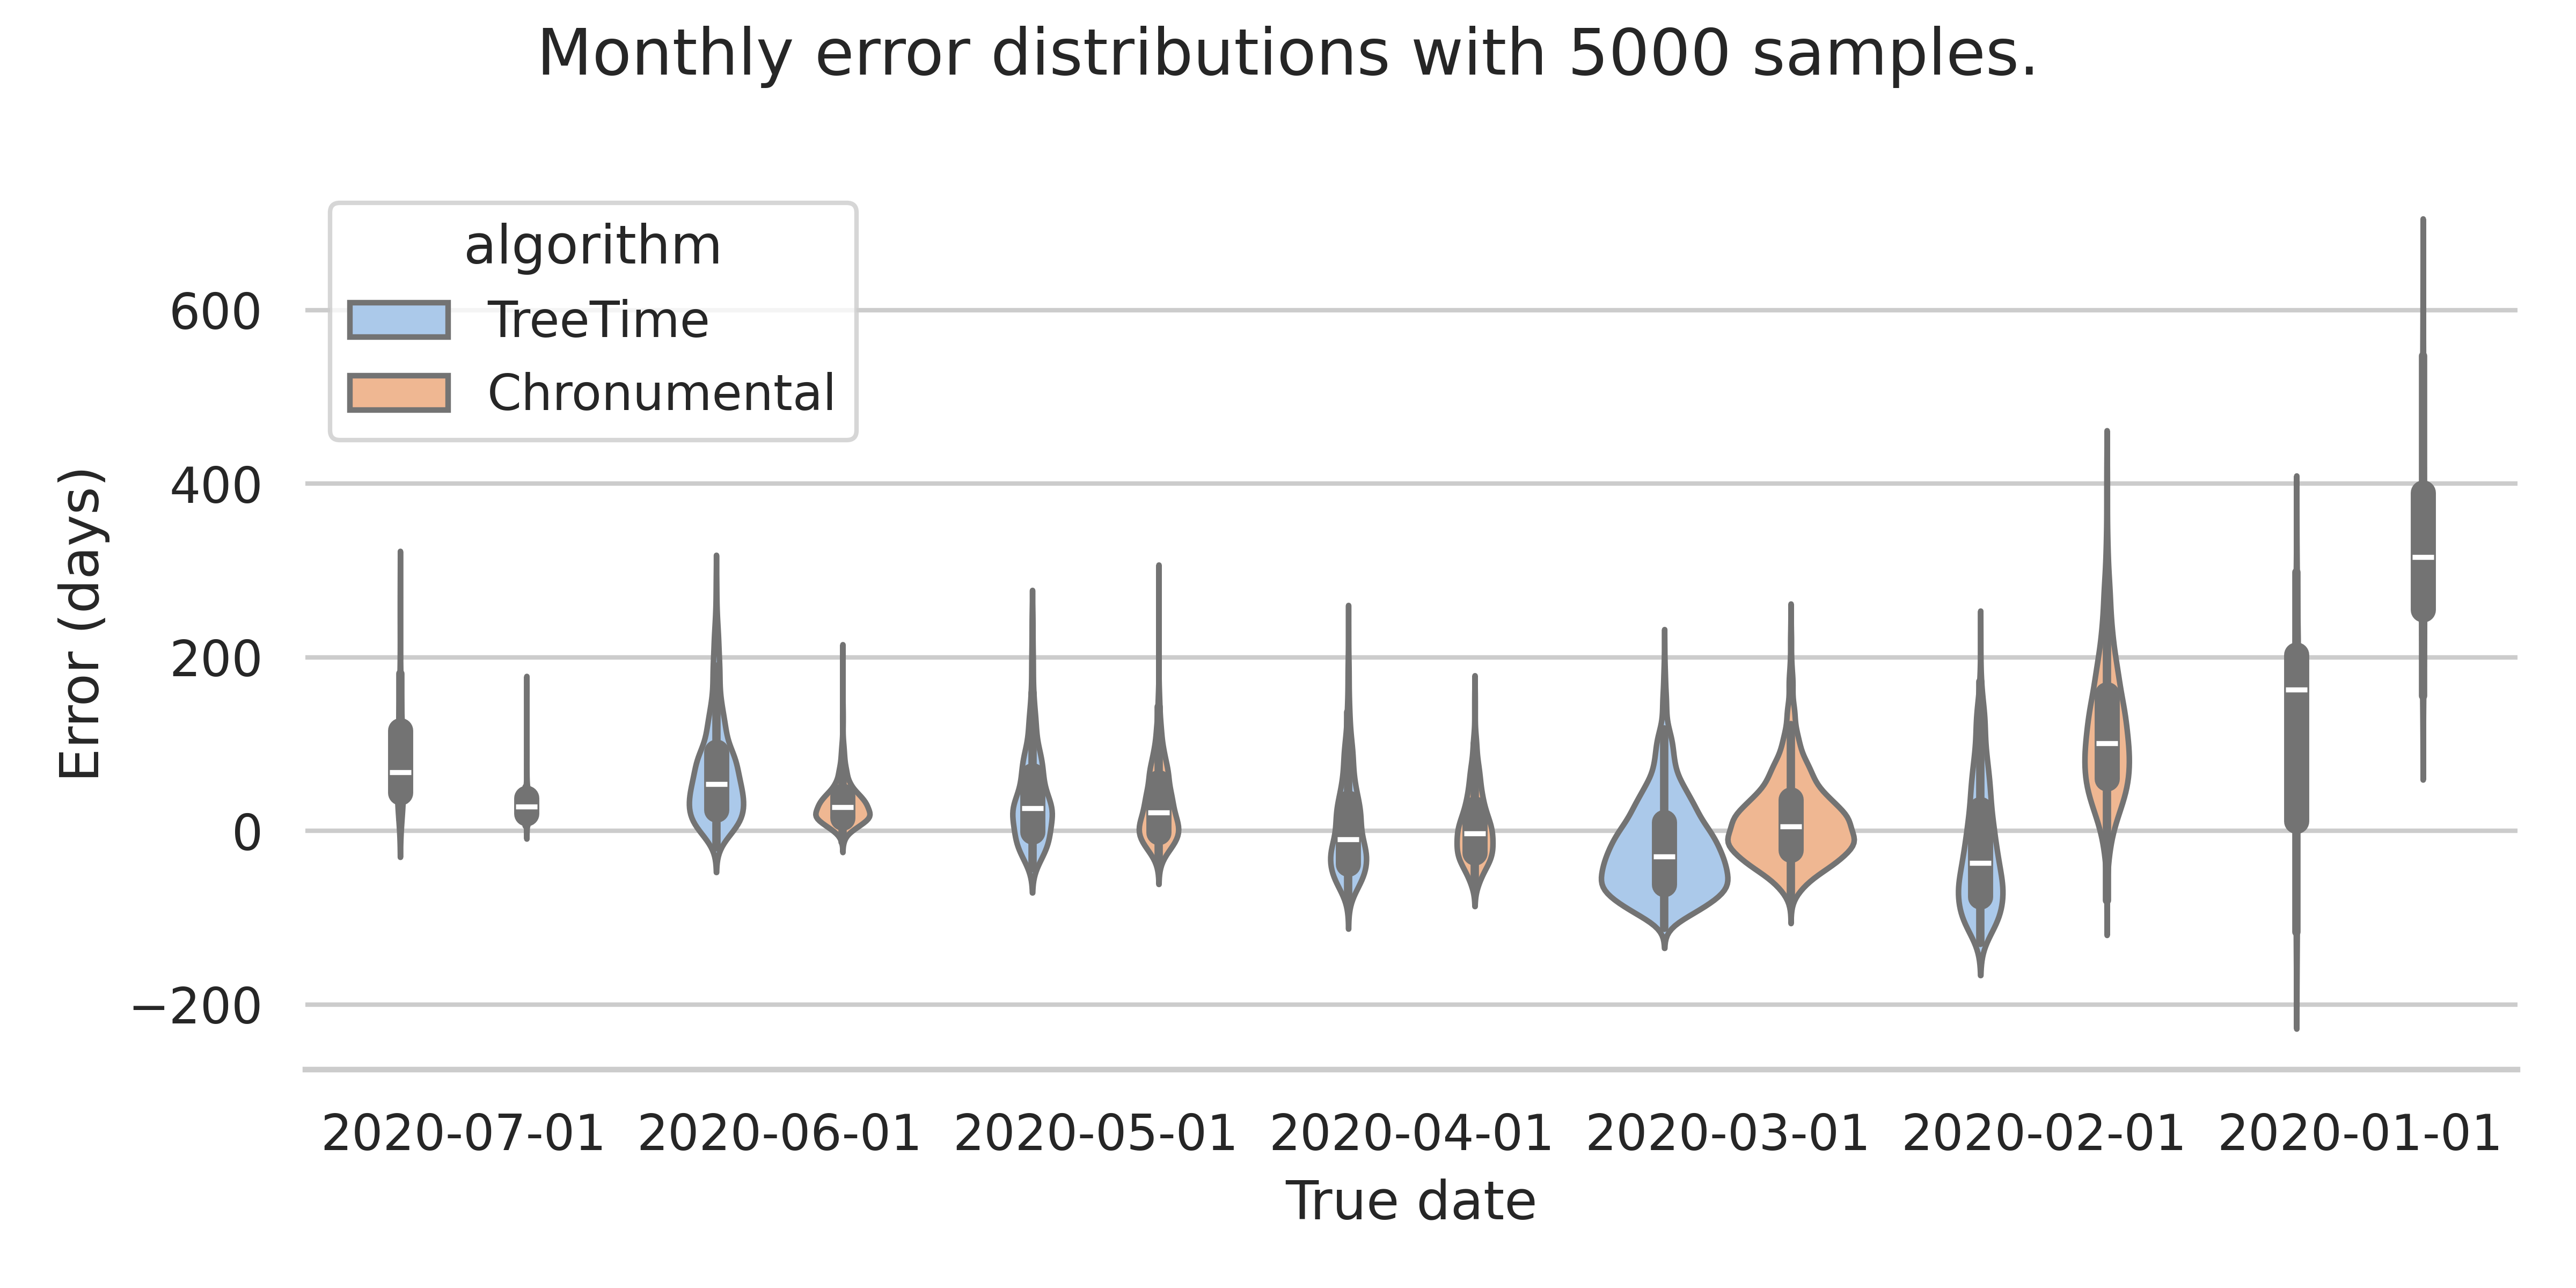 Monthly error distributions with 5000 samples.
algorithm
TreeTime
Chronumental
Error (days)
600
400
200
0
−200
2020-07-01 2020-06-01 2020-05-01 2020-04-01 2020-03-01 2020-02-01 2020-01-01
True date